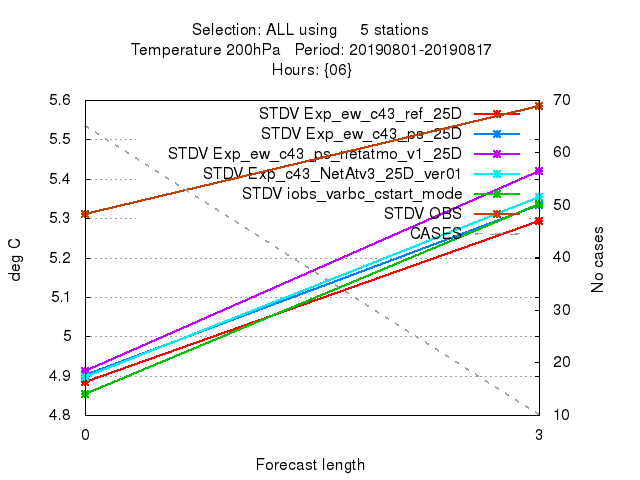 Selection: ALL using 5 stations
Temperature 200hPa Period: 20190801-20190817
Hours: {06}
STDV Exp_ew_c43_ref_25D
STDV Exp_ew_c43_ps_25D
STDV Exp_ew_c43_ps_netatmo_v1_25D
STDV Exp_c43_NetAtv3_25D_ver01
STDV iobs_varbc_cstart_mode
STDV OBS
CASES
deg C
5.6
5.5
5.4
5.3
5.2
5.1
5
4.9
4.8
70
60
50
40
30
20
10
No cases
0 3
Forecast length